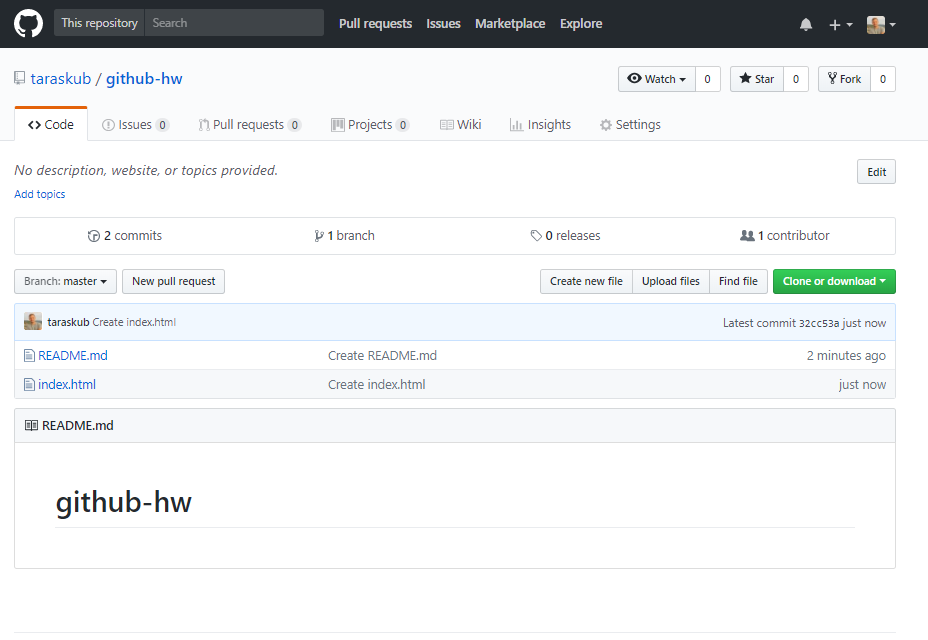 This repository Search Pull requests Issues Marketplace Explore
taraskub / github-hw Watch 0 Star 0 Fork 0
Code Issues 0 Pull requests 0 Projects 0 Wiki Insights Settings
No description, website, or topics provided. Edit
Add topics
2 commits 1 branch 0 releases 1 contributor
Branch: master New pull request Create new file Upload files Find file Clone or download
taraskub Create index.html Latest commit 32cc53a just now
README.md Create README.md 2 minutes ago
index.html Create index.html just now
README.md
github-hw